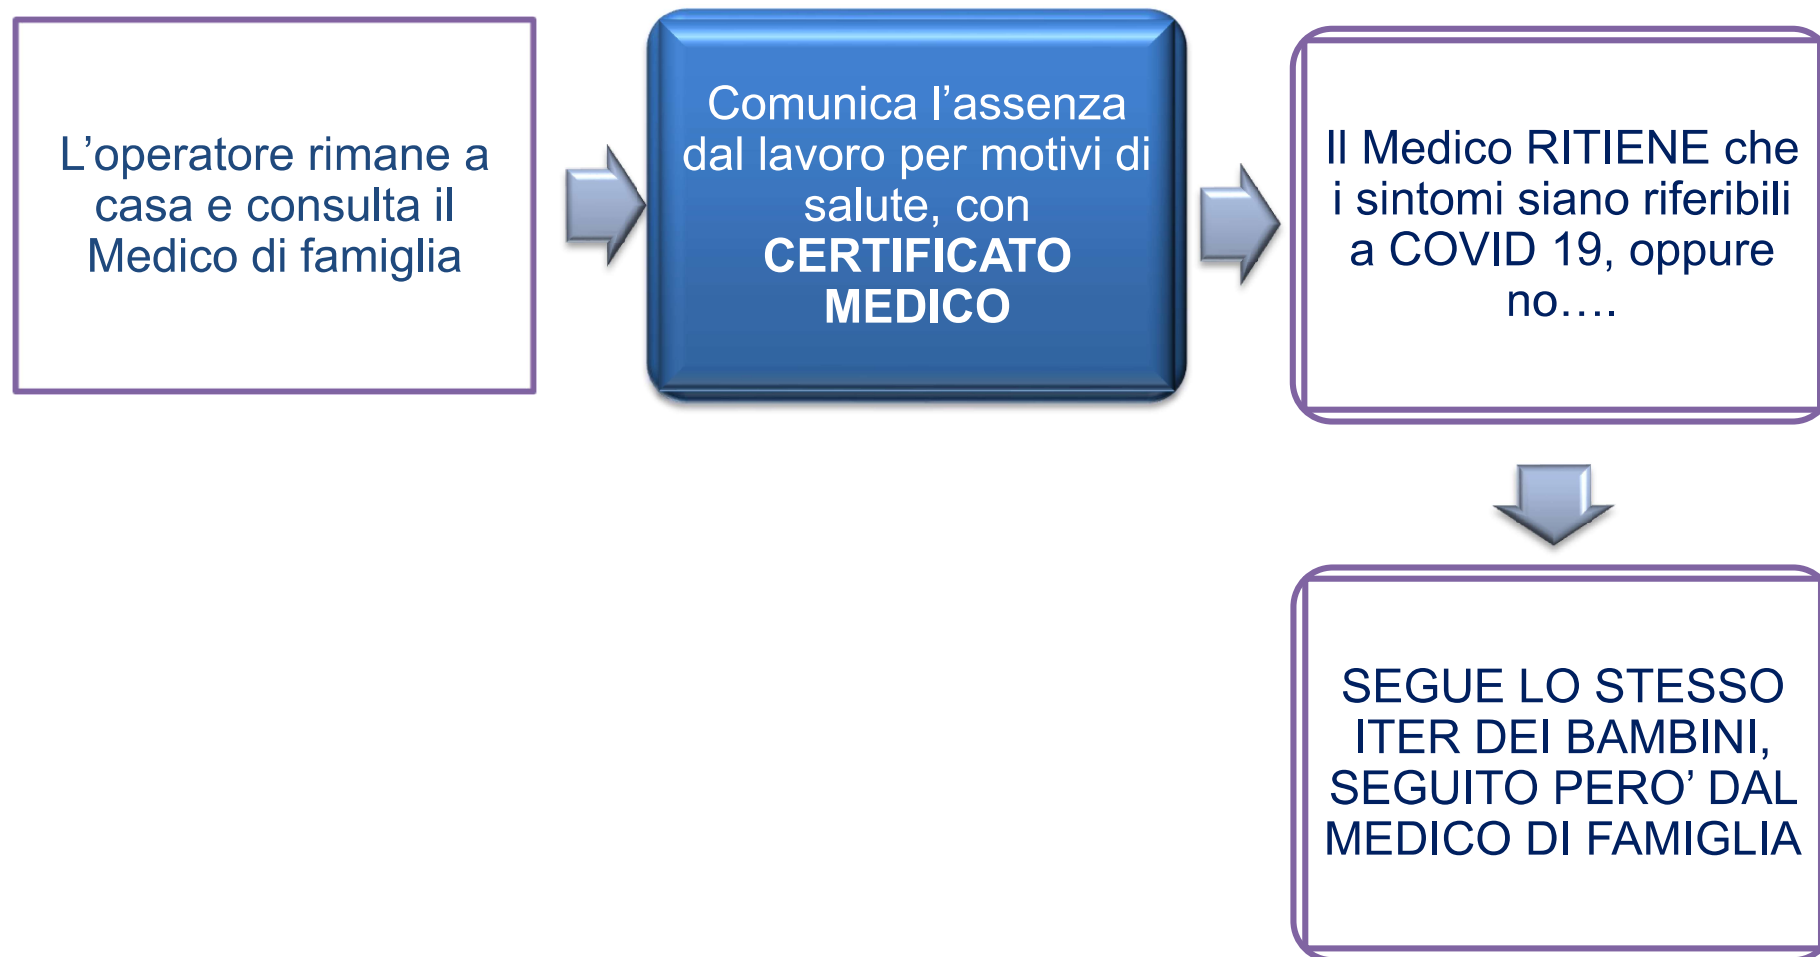 L’operatore rimane a
casa e consulta il
Medico di famiglia
Comunica l’assenza
dal lavoro per motivi di
salute, con
CERTIFICATO
MEDICO
Il Medico RITIENE che
i sintomi siano riferibili
a COVID 19, oppure
no….
SEGUE LO STESSO
ITER DEI BAMBINI,
SEGUITO PERO’ DAL
MEDICO DI FAMIGLIA